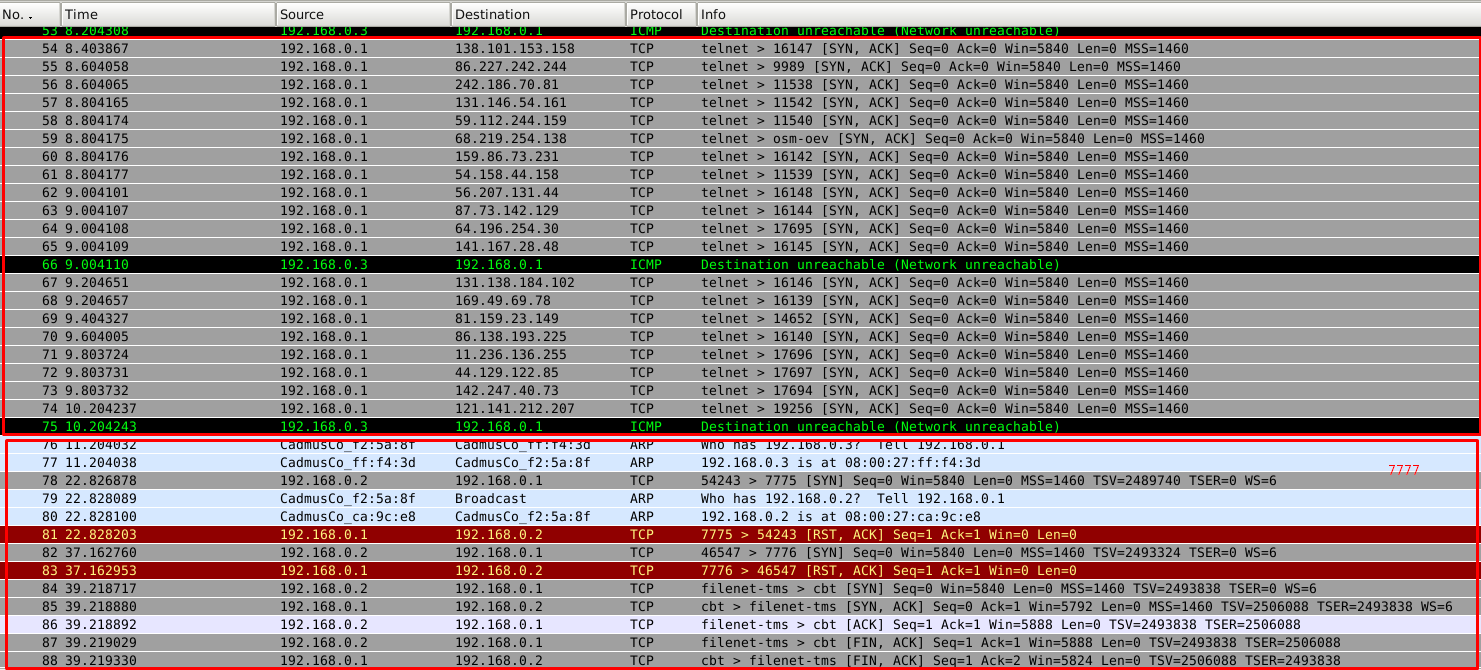 No. Time Source Destination Protocol Info
53 8.204308 192.168.0.3 192.168.0.1 ICMP Destination unreachable (Network unreachable)
54 8.403867 192.168.0.1 138.101.153.158 TCP telnet > 16147 [SYN, ACK] Seq=0 Ack=0 Win=5840 Len=0 MSS=1460
55 8.604058 192.168.0.1 86.227.242.244 TCP telnet > 9989 [SYN, ACK] Seq=0 Ack=0 Win=5840 Len=0 MSS=1460
56 8.604065 192.168.0.1 242.186.70.81 TCP telnet > 11538 [SYN, ACK] Seq=0 Ack=0 Win=5840 Len=0 MSS=1460
57 8.804165 192.168.0.1 131.146.54.161 TCP telnet > 11542 [SYN, ACK] Seq=0 Ack=0 Win=5840 Len=0 MSS=1460
58 8.804174 192.168.0.1 59.112.244.159 TCP telnet > 11540 [SYN, ACK] Seq=0 Ack=0 Win=5840 Len=0 MSS=1460
59 8.804175 192.168.0.1 68.219.254.138 TCP telnet > osm-oev [SYN, ACK] Seq=0 Ack=0 Win=5840 Len=0 MSS=1460
60 8.804176 192.168.0.1 159.86.73.231 TCP telnet > 16142 [SYN, ACK] Seq=0 Ack=0 Win=5840 Len=0 MSS=1460
61 8.804177 192.168.0.1 54.158.44.158 TCP telnet > 11539 [SYN, ACK] Seq=0 Ack=0 Win=5840 Len=0 MSS=1460
62 9.004101 192.168.0.1 56.207.131.44 TCP telnet > 16148 [SYN, ACK] Seq=0 Ack=0 Win=5840 Len=0 MSS=1460
63 9.004107 192.168.0.1 87.73.142.129 TCP telnet > 16144 [SYN, ACK] Seq=0 Ack=0 Win=5840 Len=0 MSS=1460
64 9.004108 192.168.0.1 64.196.254.30 TCP telnet > 17695 [SYN, ACK] Seq=0 Ack=0 Win=5840 Len=0 MSS=1460
65 9.004109 192.168.0.1 141.167.28.48 TCP telnet > 16145 [SYN, ACK] Seq=0 Ack=0 Win=5840 Len=0 MSS=1460
66 9.004110 192.168.0.3 192.168.0.1 ICMP Destination unreachable (Network unreachable)
67 9.204651 192.168.0.1 131.138.184.102 TCP telnet > 16146 [SYN, ACK] Seq=0 Ack=0 Win=5840 Len=0 MSS=1460
68 9.204657 192.168.0.1 169.49.69.78 TCP telnet > 16139 [SYN, ACK] Seq=0 Ack=0 Win=5840 Len=0 MSS=1460
69 9.404327 192.168.0.1 81.159.23.149 TCP telnet > 14652 [SYN, ACK] Seq=0 Ack=0 Win=5840 Len=0 MSS=1460
70 9.604005 192.168.0.1 86.138.193.225 TCP telnet > 16140 [SYN, ACK] Seq=0 Ack=0 Win=5840 Len=0 MSS=1460
71 9.803724 192.168.0.1 11.236.136.255 TCP telnet > 17696 [SYN, ACK] Seq=0 Ack=0 Win=5840 Len=0 MSS=1460
72 9.803731 192.168.0.1 44.129.122.85 TCP telnet > 17697 [SYN, ACK] Seq=0 Ack=0 Win=5840 Len=0 MSS=1460
73 9.803732 192.168.0.1 142.247.40.73 TCP telnet > 17694 [SYN, ACK] Seq=0 Ack=0 Win=5840 Len=0 MSS=1460
74 10.204237 192.168.0.1 121.141.212.207 TCP telnet > 19256 [SYN, ACK] Seq=0 Ack=0 Win=5840 Len=0 MSS=1460
75 10.204243 192.168.0.3 192.168.0.1 ICMP Destination unreachable (Network unreachable)
76 11.204032 CadmusCo_f2:5a:8f CadmusCo_ff:f4:3d ARP Who has 192.168.0.3? Tell 192.168.0.1
77 11.204038 CadmusCo_ff:f4:3d CadmusCo_f2:5a:8f ARP 192.168.0.3 is at 08:00:27:ff:f4:3d
7777
78 22.826878 192.168.0.2 192.168.0.1 TCP 54243 > 7775 [SYN] Seq=0 Win=5840 Len=0 MSS=1460 TSV=2489740 TSER=0 WS=6
79 22.828089 CadmusCo_f2:5a:8f Broadcast ARP Who has 192.168.0.2? Tell 192.168.0.1
80 22.828100 CadmusCo_ca:9c:e8 CadmusCo_f2:5a:8f ARP 192.168.0.2 is at 08:00:27:ca:9c:e8
81 22.828203 192.168.0.1 192.168.0.2 TCP 7775 > 54243 [RST, ACK] Seq=1 Ack=1 Win=0 Len=0
82 37.162760 192.168.0.2 192.168.0.1 TCP 46547 > 7776 [SYN] Seq=0 Win=5840 Len=0 MSS=1460 TSV=2493324 TSER=0 WS=6
83 37.162953 192.168.0.1 192.168.0.2 TCP 7776 > 46547 [RST, ACK] Seq=1 Ack=1 Win=0 Len=0
84 39.218717 192.168.0.2 192.168.0.1 TCP filenet-tms > cbt [SYN] Seq=0 Win=5840 Len=0 MSS=1460 TSV=2493838 TSER=0 WS=6
85 39.218880 192.168.0.1 192.168.0.2 TCP cbt > filenet-tms [SYN, ACK] Seq=0 Ack=1 Win=5792 Len=0 MSS=1460 TSV=2506088 TSER=2493838 WS=6
86 39.218892 192.168.0.2 192.168.0.1 TCP filenet-tms > cbt [ACK] Seq=1 Ack=1 Win=5888 Len=0 TSV=2493838 TSER=2506088
87 39.219029 192.168.0.2 192.168.0.1 TCP filenet-tms > cbt [FIN, ACK] Seq=1 Ack=1 Win=5888 Len=0 TSV=2493838 TSER=2506088
88 39.219330 192.168.0.1 192.168.0.2 TCP cbt > filenet-tms [FIN, ACK] Seq=1 Ack=2 Win=5824 Len=0 TSV=2506088 TSER=2493838